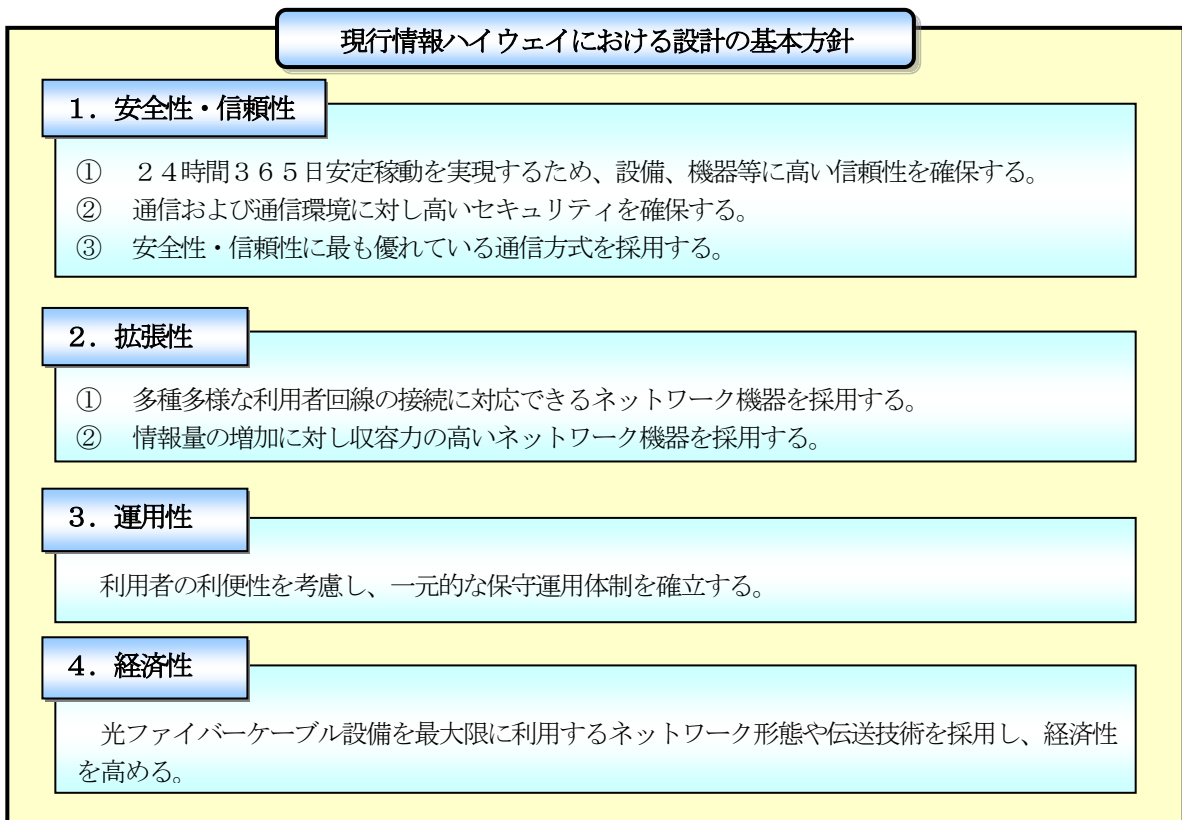 現行情報ハイウェイにおける設計の基本方針
１．安全性・信頼性
① ２４時間３６５日安定稼動を実現するため、設備、機器等に高い信頼性を確保する。
② 通信および通信環境に対し高いセキュリティを確保する。
③ 安全性・信頼性に最も優れている通信方式を採用する。
２．拡張性
① 多種多様な利用者回線の接続に対応できるネットワーク機器を採用する。
② 情報量の増加に対し収容力の高いネットワーク機器を採用する。
３．運用性
利用者の利便性を考慮し、一元的な保守運用体制を確立する。
４．経済性
光ファイバーケーブル設備を最大限に利用するネットワーク形態や伝送技術を採用し、経済性
を高める。